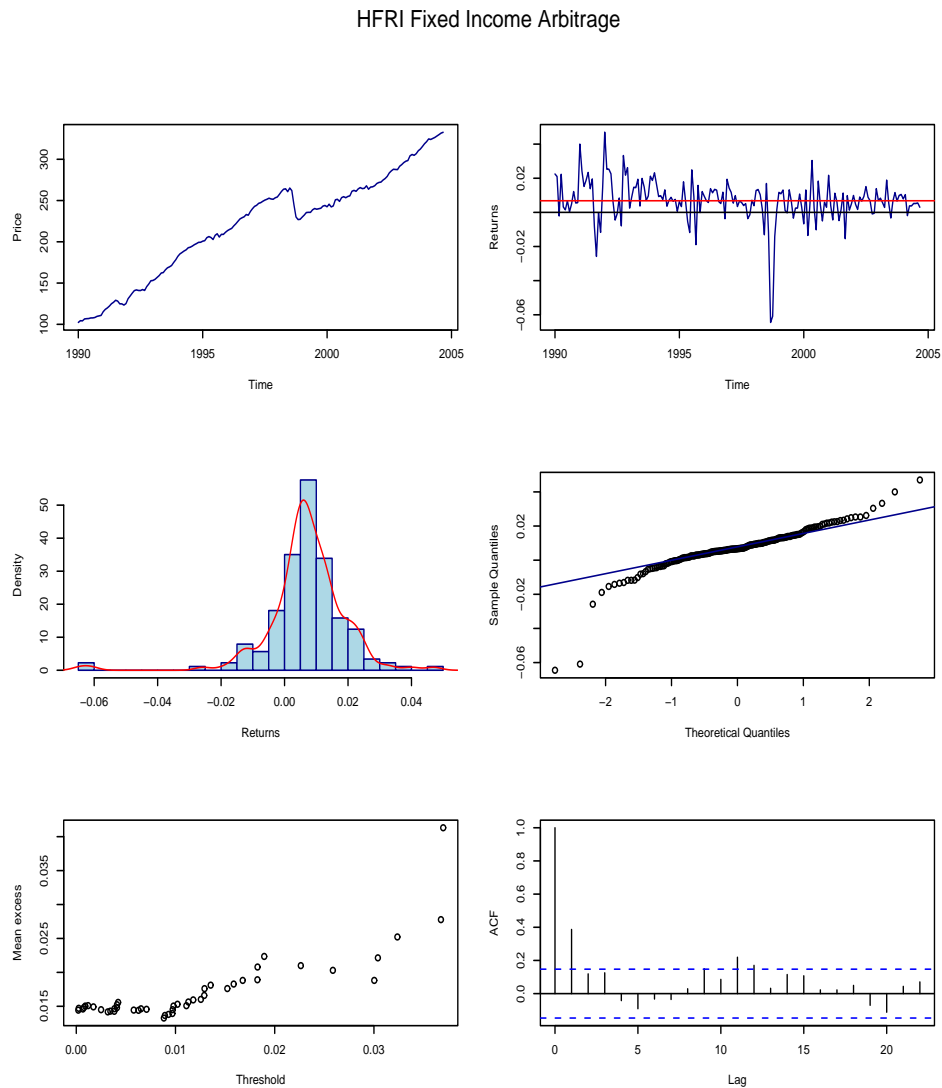 HFRI Fixed Income Arbitrage
Price
100 150 200 250 300
1990 1995 2000 2005
Time
Returns
−0.06 −0.02 0.02
1990 1995 2000 2005
Time
Density
0 10 20 30 40 50
−0.06 −0.04 −0.02 0.00 0.02 0.04
Returns
Sample Quantiles
−0.06 −0.02 0.02
−2 −1 0 1 2
Theoretical Quantiles
Mean excess
0.015 0.025 0.035
0.00 0.01 0.02 0.03
Threshold
ACF
0.0 0.2 0.4 0.6 0.8 1.0
0 5 10 15 20
Lag